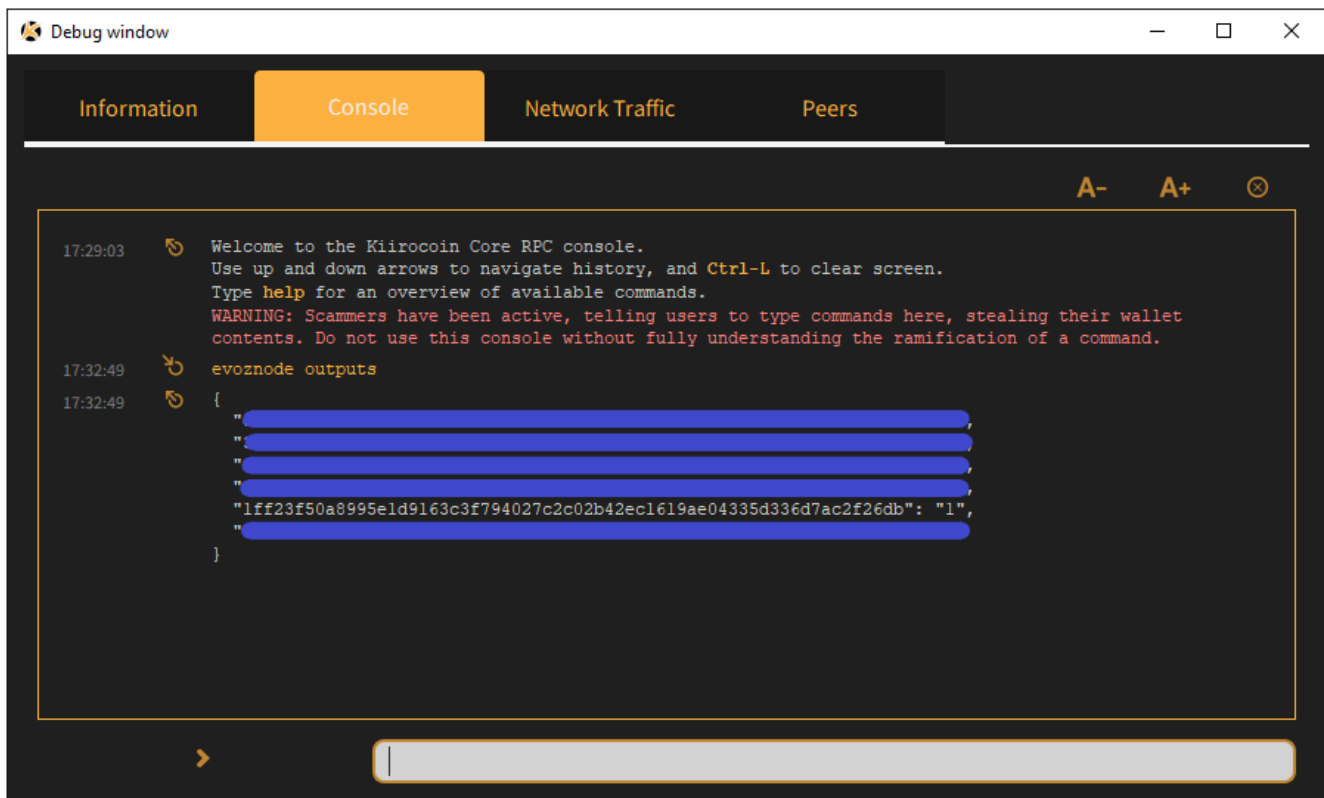 Debug window
Information Console Network Traffic Peers
A- A+
17:29:03 Welcome to the Kiirocoin Core RPC console.
Use up and down arrows to navigate history, and Ctrl-L to clear screen.
Type help for an overview of available commands.
WARNING: Scammers have been active, telling users to type commands here, stealing their wallet
contents. Do not use this console without fully understanding the ramification of a command.
17:32:49 evoznode outputs
17:32:49 {
"
"
"
"
"1ff23f50a8995e1d9163c3f794027c2c02b42ec1619ae04335d336d7ac2f26db": "1",
"
}